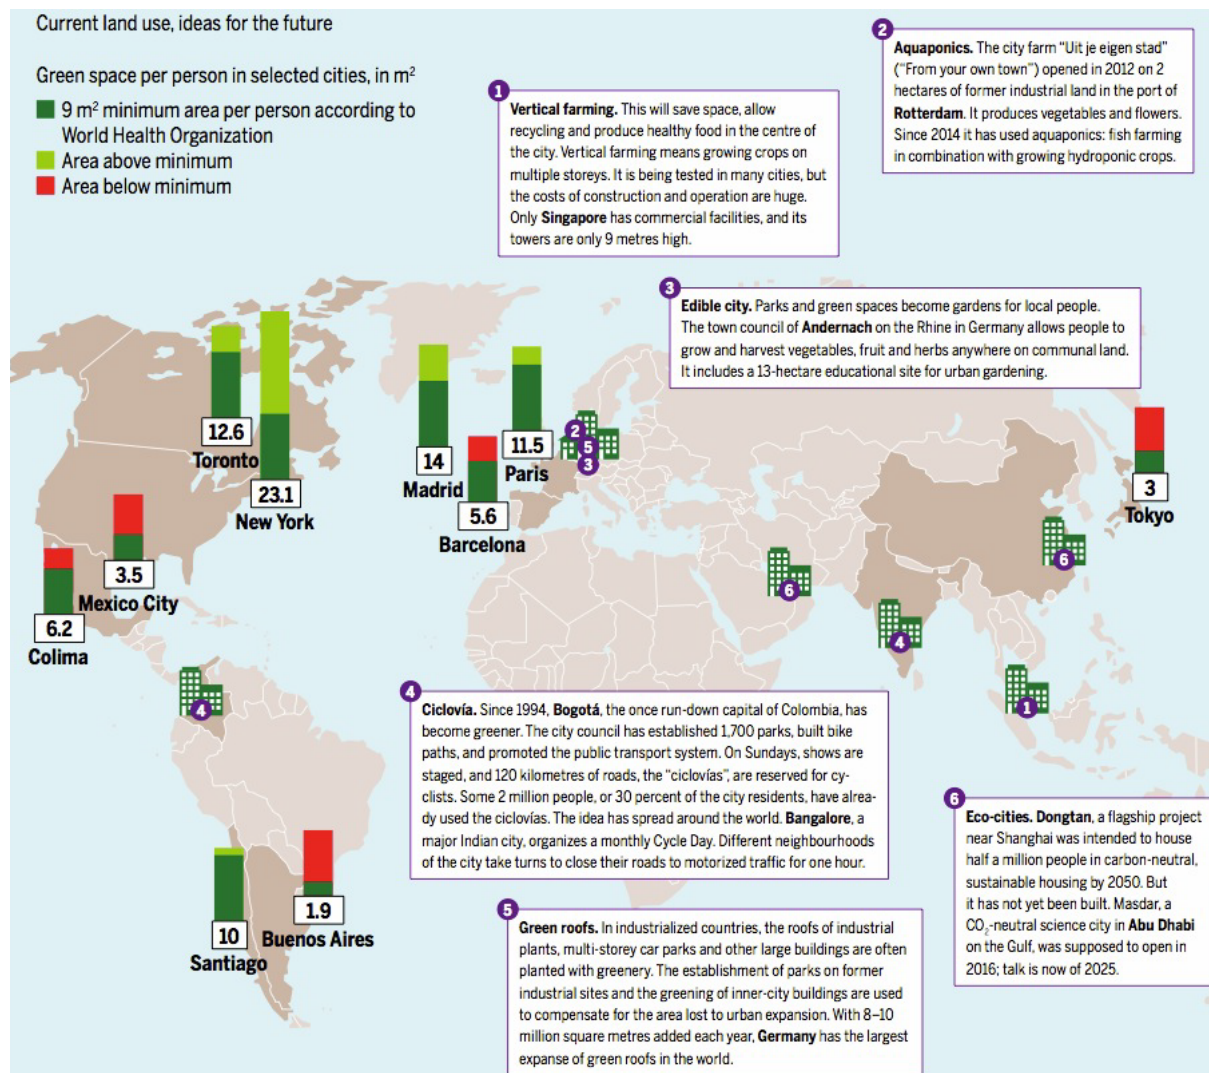 Current land use, ideas for the future
Green space per person in selected cities, in m²
9 m² minimum area per person according to
World Health Organization
Area above minimum
Area below minimum
1
Vertical farming. This will save space, allow
recycling and produce healthy food in the centre of
the city. Vertical farming means growing crops on
multiple storeys. It is being tested in many cities, but
the costs of construction and operation are huge.
Only Singapore has commercial facilities, and its
towers are only 9 metres high.
2
Aquaponics. The city farm “Uit je eigen stad”
(“From your own town”) opened in 2012 on 2
hectares of former industrial land in the port of
Rotterdam. It produces vegetables and flowers.
Since 2014 it has used aquaponics: fish farming
in combination with growing hydroponic crops.
3
Edible city. Parks and green spaces become gardens for local people.
The town council of Andernach on the Rhine in Germany allows people to
grow and harvest vegetables, fruit and herbs anywhere on communal land.
It includes a 13-hectare educational site for urban gardening.
12.6
Toronto
23.1
New York
14
Madrid
11.5
Paris
5.6
Barcelona
2
5
3
3
Tokyo
3.5
Mexico City
6.2
Colima
6
6
4
1
4
4
Ciclovía. Since 1994, Bogotá, the once run-down capital of Colombia, has
become greener. The city council has established 1,700 parks, built bike
paths, and promoted the public transport system. On Sundays, shows are
staged, and 120 kilometres of roads, the “ciclovías”, are reserved for cy-
clists. Some 2 million people, or 30 percent of the city residents, have alrea-
dy used the ciclovías. The idea has spread around the world. Bangalore, a
major Indian city, organizes a monthly Cycle Day. Different neighbourhoods
of the city take turns to close their roads to motorized traffic for one hour.
10
Santiago
1.9
Buenos Aires
5
Green roofs. In industrialized countries, the roofs of industrial
plants, multi-storey car parks and other large buildings are often
planted with greenery. The establishment of parks on former
industrial sites and the greening of inner-city buildings are used
to compensate for the area lost to urban expansion. With 8–10
million square metres added each year, Germany has the largest
expanse of green roofs in the world.
6
Eco-cities. Dongtan, a flagship project
near Shanghai was intended to house
half a million people in carbon-neutral,
sustainable housing by 2050. But
it has not yet been built. Masdar, a
CO₂-neutral science city in Abu Dhabi
on the Gulf, was supposed to open in
2016; talk is now of 2025.